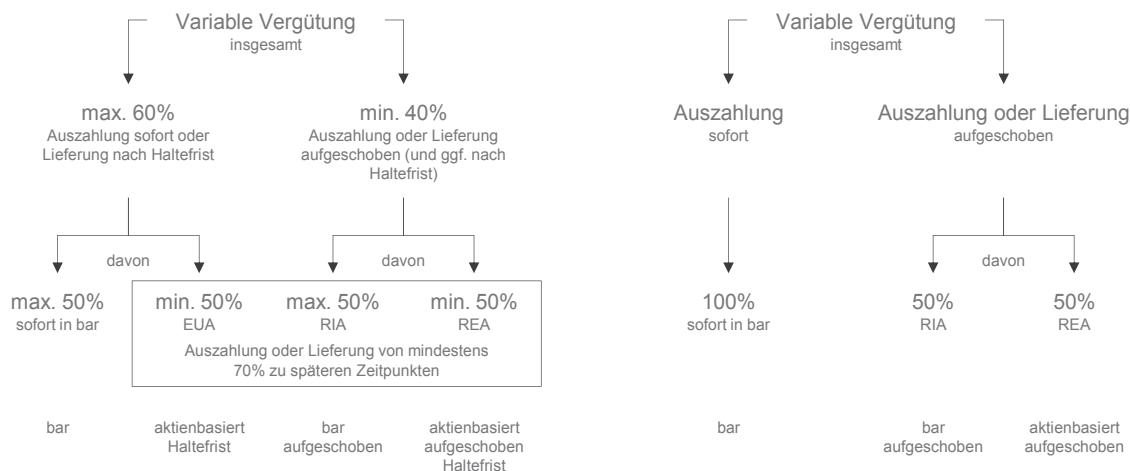 Variable Vergütung
insgesamt
max. 60%
Auszahlung sofort oder
Lieferung nach Haltefrist
min. 40%
Auszahlung oder Lieferung
aufgeschoben (und ggf. nach
Haltefrist)
davon
davon
max. 50%
sofort in bar
min. 50%
EUA
max. 50%
RIA
min. 50%
REA
Auszahlung oder Lieferung von mindestens
70% zu späteren Zeitpunkten
bar
aktienbasiert
Haltefrist
bar
aufgeschoben
aktienbasiert
aufgeschoben
Haltefrist
Variable Vergütung
insgesamt
Auszahlung
sofort
Auszahlung oder Lieferung
aufgeschoben
davon
100%
sofort in bar
50%
RIA
50%
REA
bar
bar
aufgeschoben
aktienbasiert
aufgeschoben